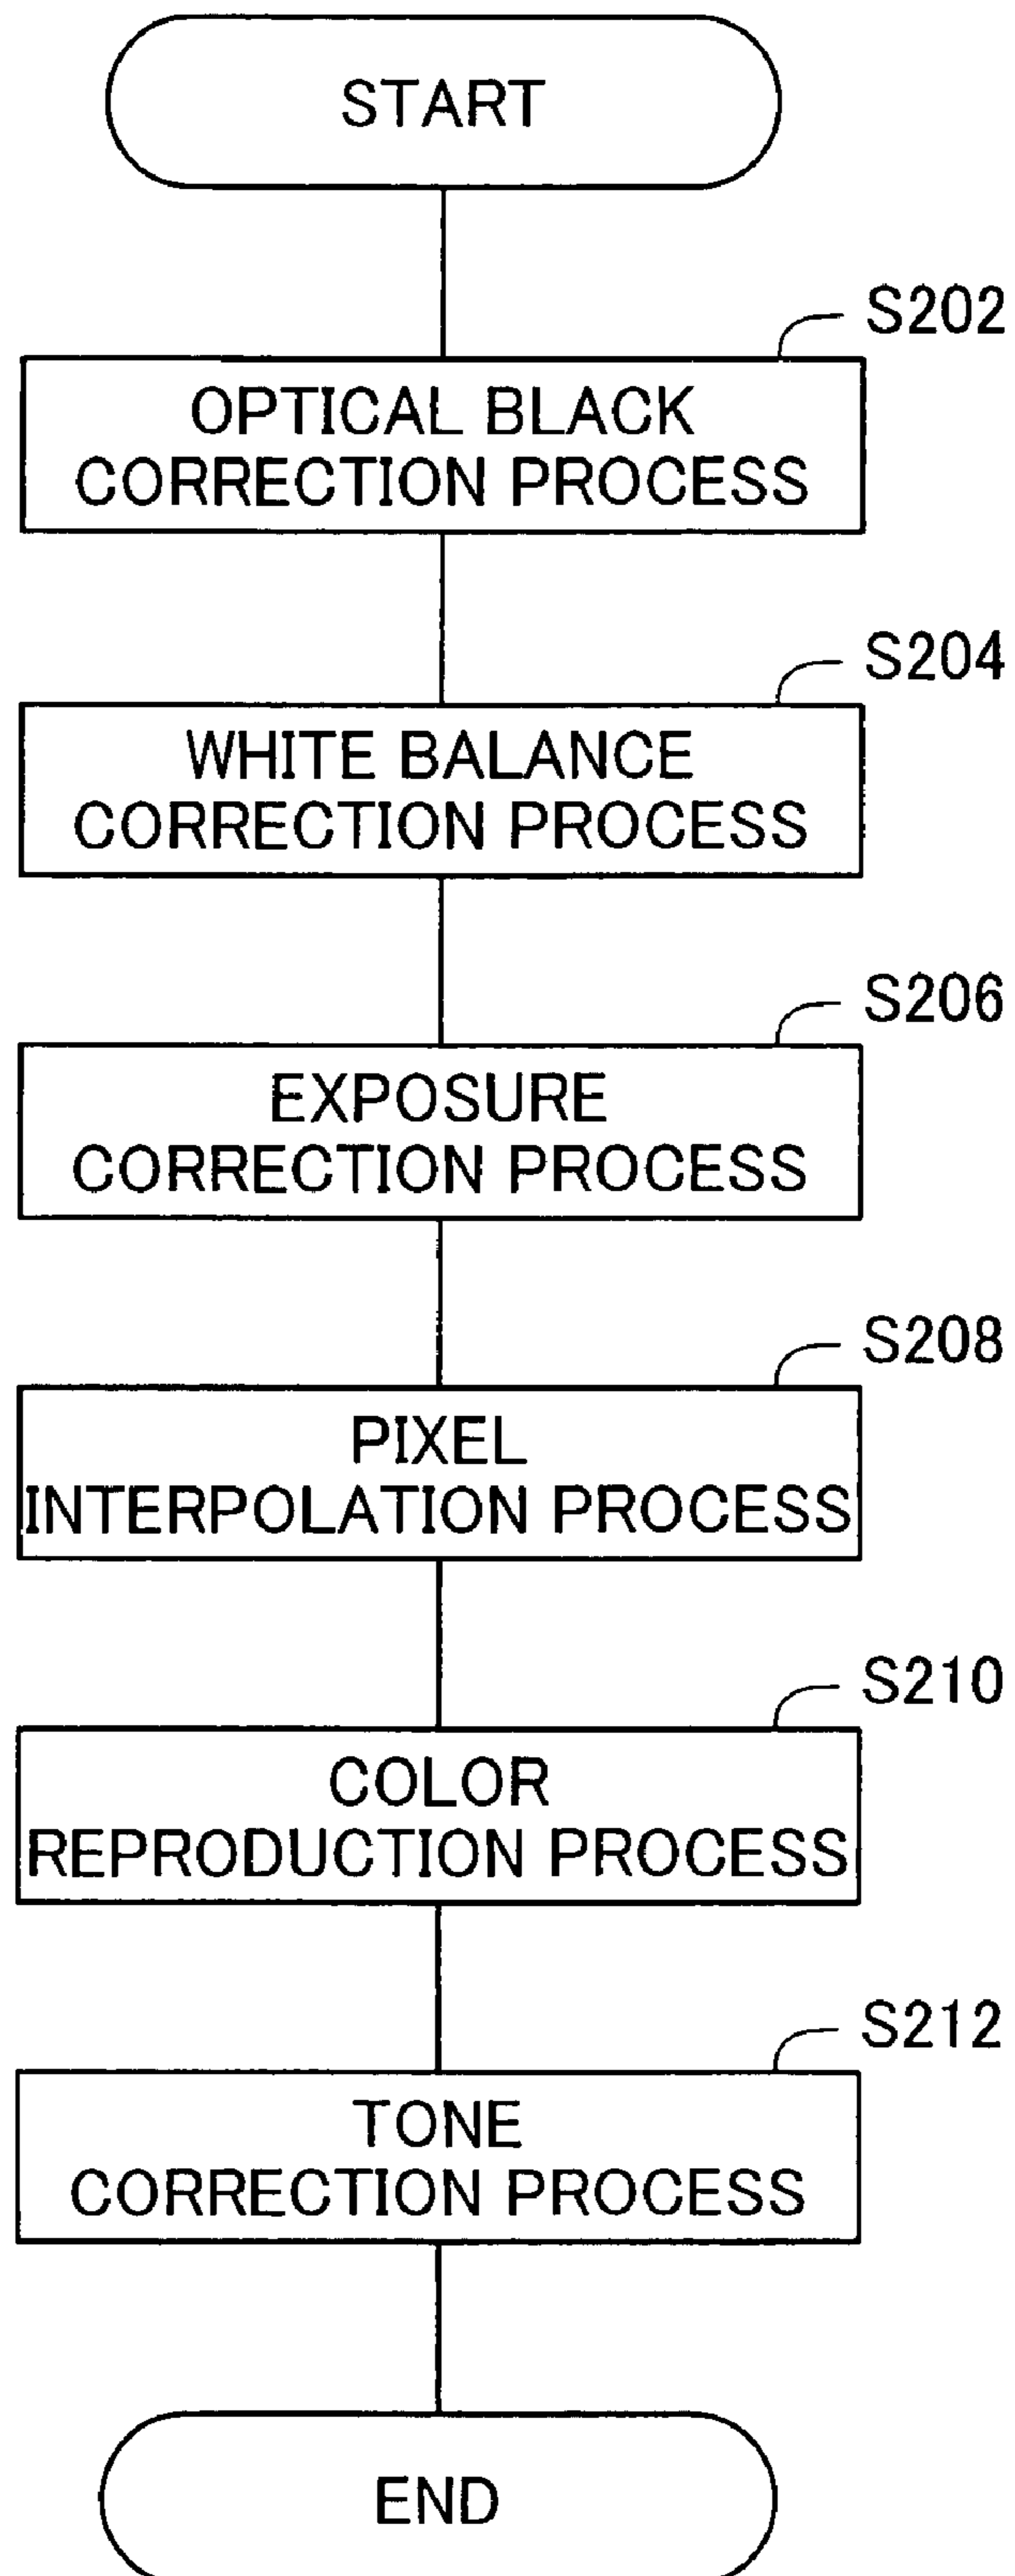 START
S202
OPTICAL BLACK
CORRECTION PROCESS
S204
WHITE BALANCE
CORRECTION PROCESS
S206
EXPOSURE
CORRECTION PROCESS
S208
PIXEL
INTERPOLATION PROCESS
S210
COLOR
REPRODUCTION PROCESS
S212
TONE
CORRECTION PROCESS
END